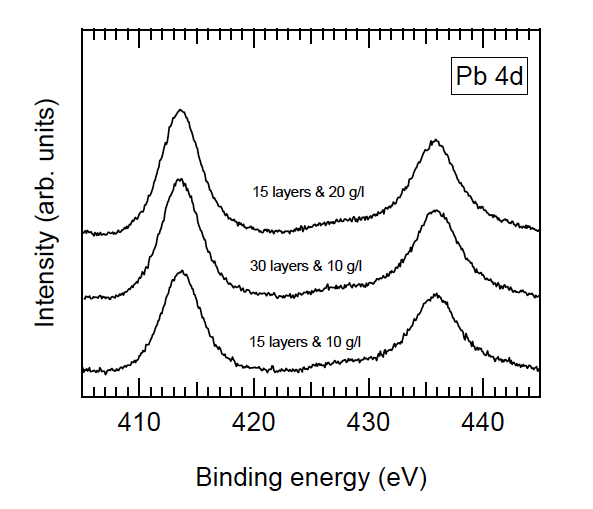 Pb 4d
Intensity (arb. units)
15 layers & 20 g/l
30 layers & 10 g/l
15 layers & 10 g/l
410 420 430 440
Binding energy (eV)